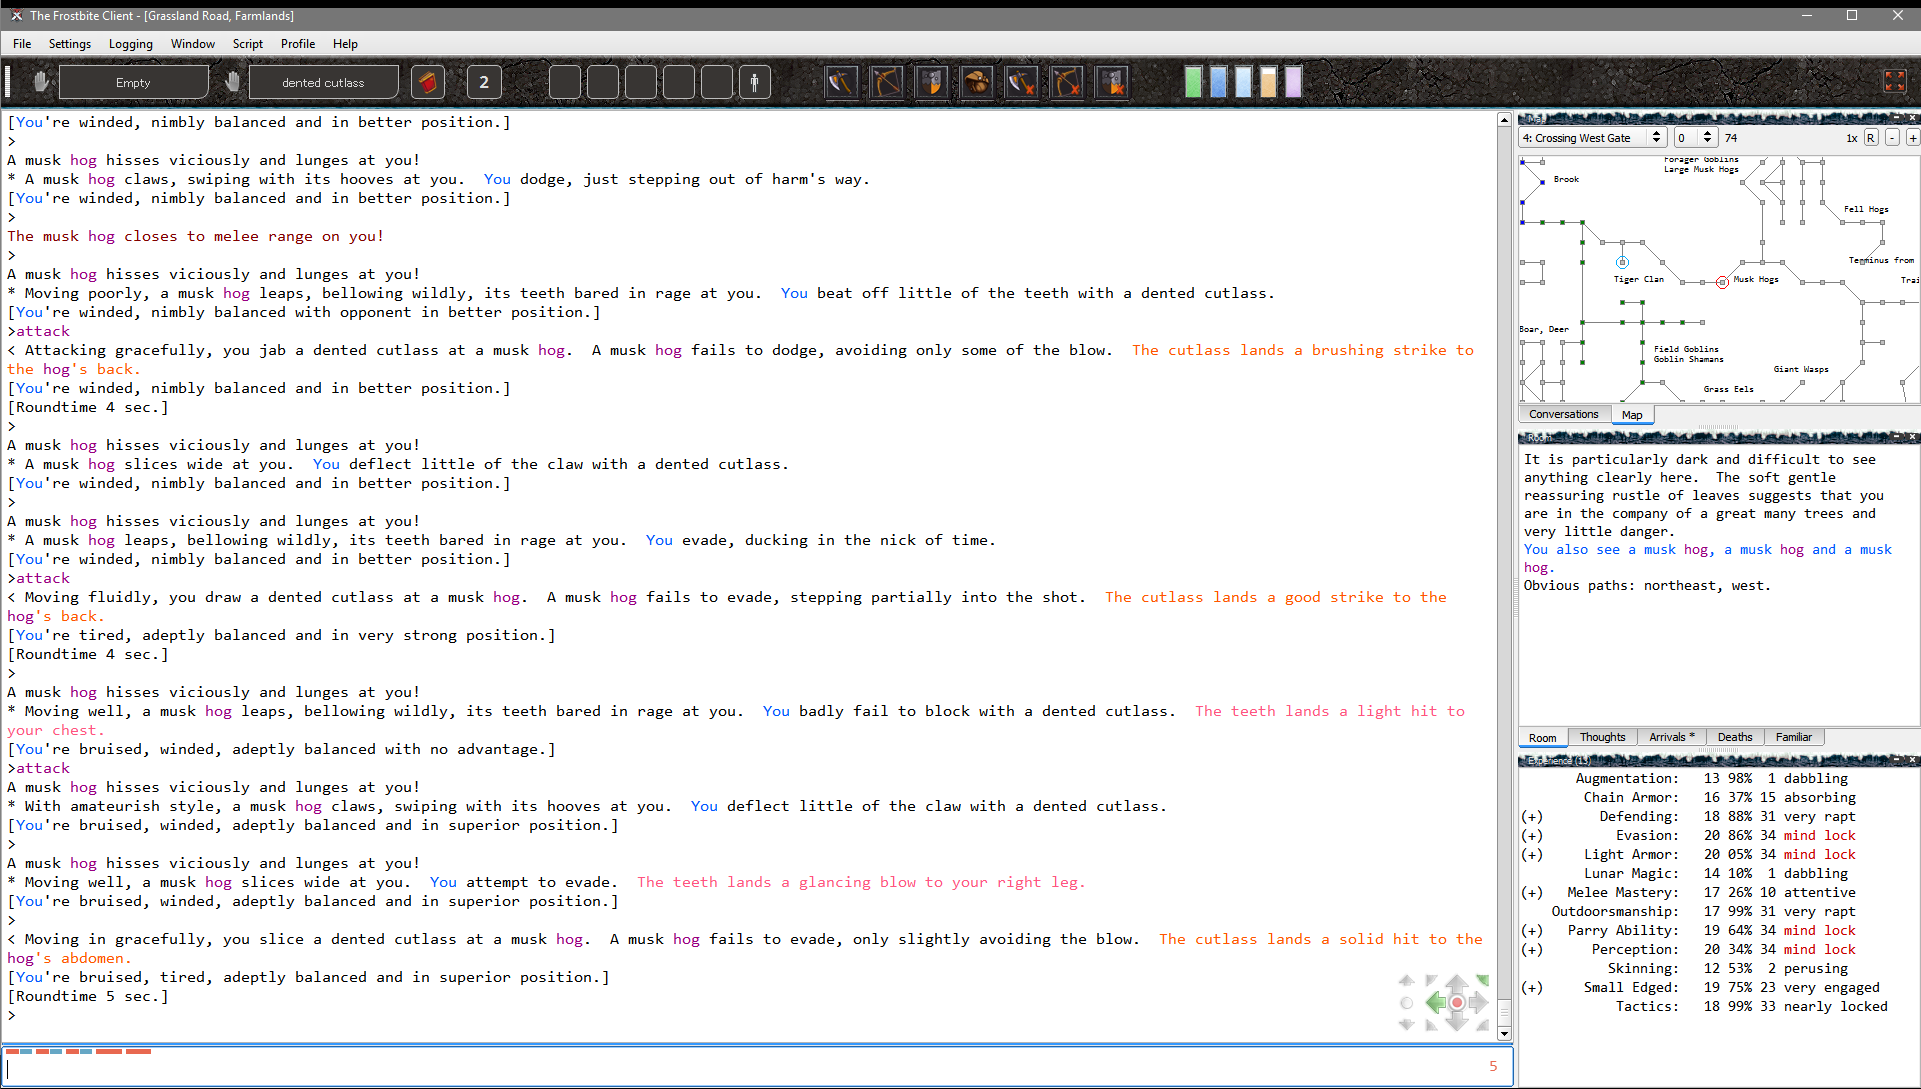 The Frostbite Client - [Grassland Road, Farmlands]
File Settings Logging Window Script Profile Help
Empty dented cutlass 2
[You're winded, nimbly balanced and in better position.]
>
A musk hog hisses viciously and lunges at you!
* A musk hog claws, swiping with its hooves at you.  You dodge, just stepping out of harm's way.
[You're winded, nimbly balanced and in better position.]
>
The musk hog closes to melee range on you!
>
A musk hog hisses viciously and lunges at you!
* Moving poorly, a musk hog leaps, bellowing wildly, its teeth bared in rage at you.  You beat off little of the teeth with a dented cutlass.
[You're winded, nimbly balanced with opponent in better position.]
>attack
< Attacking gracefully, you jab a dented cutlass at a musk hog.  A musk hog fails to dodge, avoiding only some of the blow.  The cutlass lands a brushing strike to
the hog's back.
[You're winded, nimbly balanced and in better position.]
[Roundtime 4 sec.]
>
A musk hog hisses viciously and lunges at you!
* A musk hog slices wide at you.  You deflect little of the claw with a dented cutlass.
[You're winded, nimbly balanced and in better position.]
>
A musk hog hisses viciously and lunges at you!
* A musk hog leaps, bellowing wildly, its teeth bared in rage at you.  You evade, ducking in the nick of time.
[You're winded, nimbly balanced and in better position.]
>attack
< Moving fluidly, you draw a dented cutlass at a musk hog.  A musk hog fails to evade, stepping partially into the shot.  The cutlass lands a good strike to the
hog's back.
[You're tired, adeptly balanced and in very strong position.]
[Roundtime 4 sec.]
>
A musk hog hisses viciously and lunges at you!
* Moving well, a musk hog leaps, bellowing wildly, its teeth bared in rage at you.  You badly fail to block with a dented cutlass.  The teeth lands a light hit to
your chest.
[You're bruised, winded, adeptly balanced with no advantage.]
>attack
A musk hog hisses viciously and lunges at you!
* With amateurish style, a musk hog claws, swiping with its hooves at you.  You deflect little of the claw with a dented cutlass.
[You're bruised, winded, adeptly balanced and in superior position.]
>
A musk hog hisses viciously and lunges at you!
* Moving well, a musk hog slices wide at you.  You attempt to evade.  The teeth lands a glancing blow to your right leg.
[You're bruised, winded, adeptly balanced and in superior position.]
>
< Moving in gracefully, you slice a dented cutlass at a musk hog.  A musk hog fails to evade, only slightly avoiding the blow.  The cutlass lands a solid hit to the
hog's abdomen.
[You're bruised, tired, adeptly balanced and in superior position.]
[Roundtime 5 sec.]
>
5
Map
4: Crossing West Gate 0 74 1x R - +
Forager Goblins
Large Musk Hogs
Brook
Fell Hogs
Terminus from
Tiger Clan
Musk Hogs
Trai
Boar, Deer
Field Goblins
Goblin Shamans
Giant Wasps
Grass Eels
Conversations Map
Room
It is particularly dark and difficult to see
anything clearly here.  The soft gentle
reassuring rustle of leaves suggests that you
are in the company of a great many trees and
very little danger.
You also see a musk hog, a musk hog and a musk
hog.
Obvious paths: northeast, west.
Room Thoughts Arrivals * Deaths Familiar
Experience (13)
Augmentation: 13 98% 1 dabbling
Chain Armor: 16 37% 15 absorbing
(+) Defending: 18 88% 31 very rapt
(+) Evasion: 20 86% 34 mind lock
(+) Light Armor: 20 05% 34 mind lock
Lunar Magic: 14 10% 1 dabbling
(+) Melee Mastery: 17 26% 10 attentive
Outdoorsmanship: 17 99% 31 very rapt
(+) Parry Ability: 19 64% 34 mind lock
(+) Perception: 20 34% 34 mind lock
Skinning: 12 53% 2 perusing
(+) Small Edged: 19 75% 23 very engaged
Tactics: 18 99% 33 nearly locked